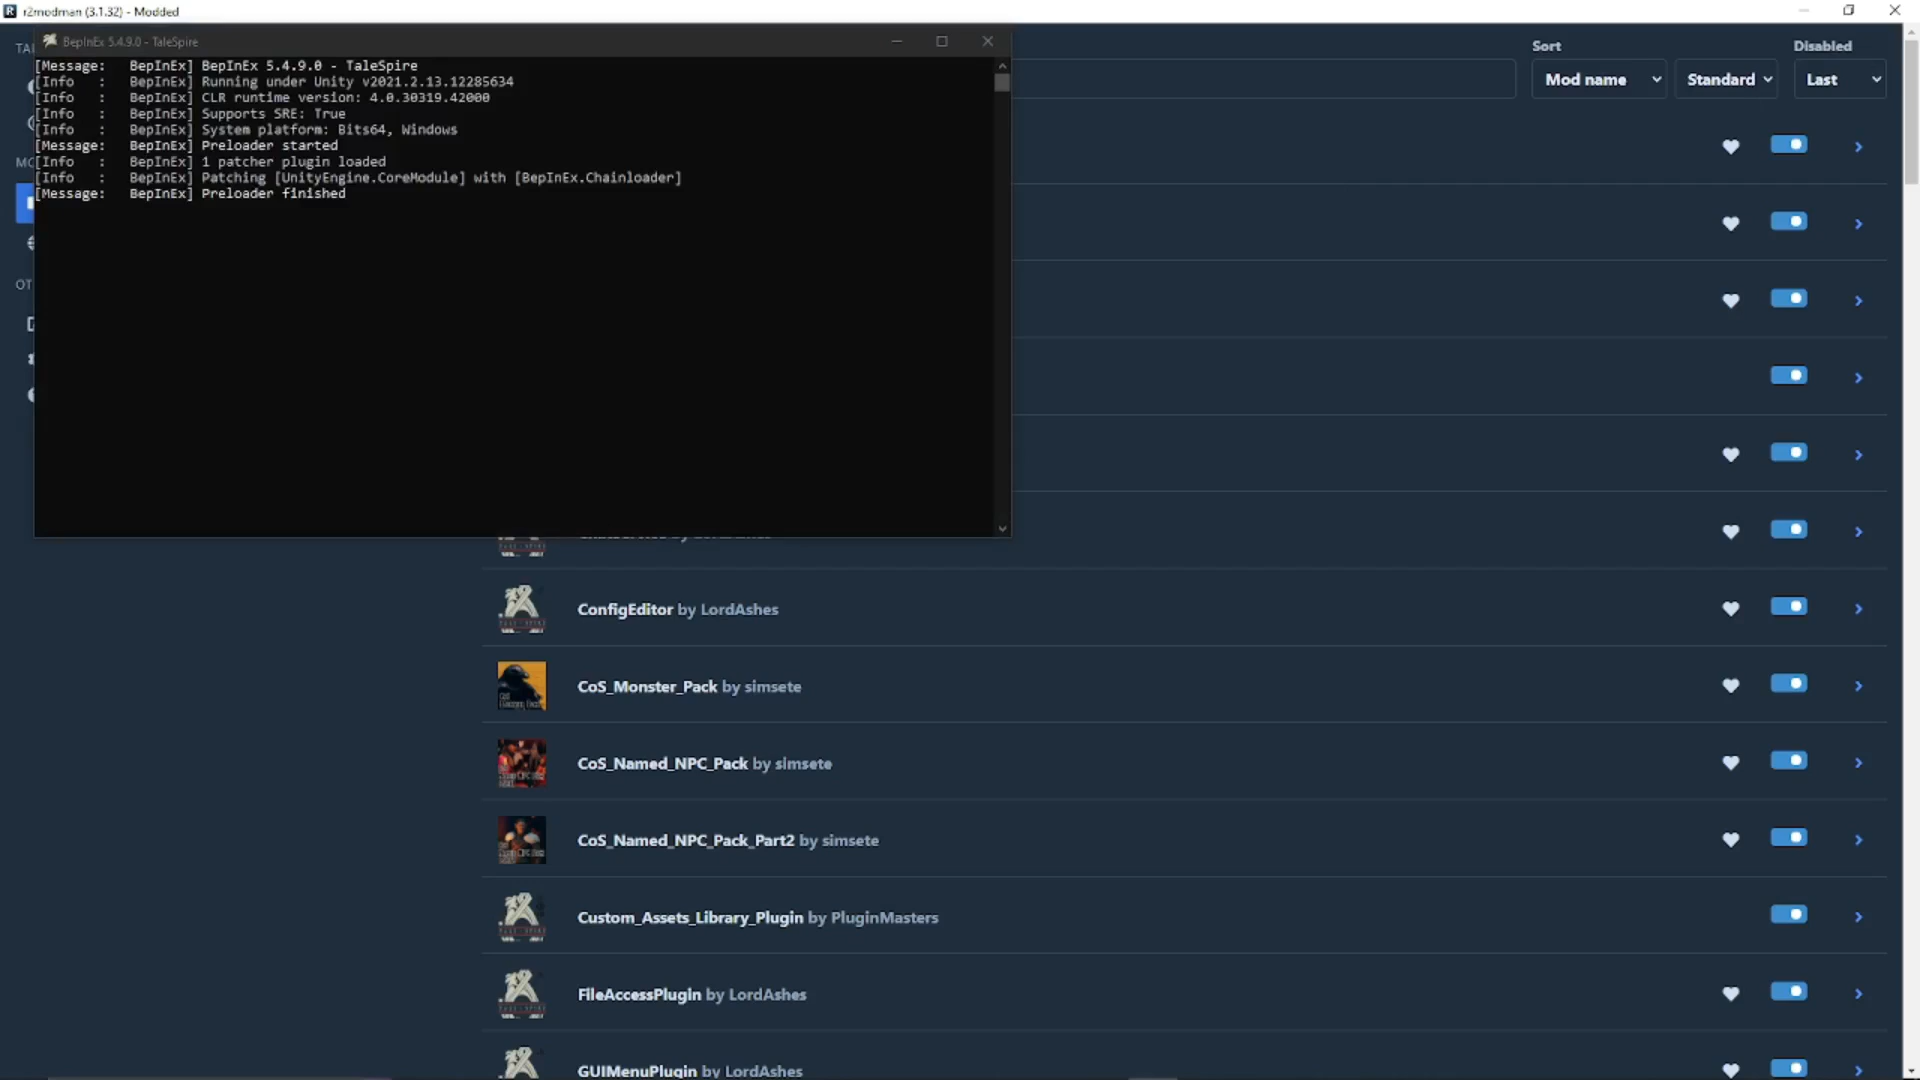 r2modman (3.1.32) - Modded
BepInEx 5.4.9.0 - TaleSpire
[Message:   BepInEx] BepInEx 5.4.9.0 - TaleSpire
[Info   :   BepInEx] Running under Unity v2021.2.13.12285634
[Info   :   BepInEx] CLR runtime version: 4.0.30319.42000
[Info   :   BepInEx] Supports SRE: True
[Info   :   BepInEx] System platform: Bits64, Windows
[Message:   BepInEx] Preloader started
[Info   :   BepInEx] 1 patcher plugin loaded
[Info   :   BepInEx] Patching [UnityEngine.CoreModule] with [BepInEx.Chainloader]
[Message:   BepInEx] Preloader finished
TA
MO
OT
Sort
Disabled
Mod name
Standard
Last
ConfigEditor by LordAshes
CoS_Monster_Pack by simsete
CoS_Named_NPC_Pack by simsete
CoS_Named_NPC_Pack_Part2 by simsete
Custom_Assets_Library_Plugin by PluginMasters
FileAccessPlugin by LordAshes
GUIMenuPlugin by LordAshes